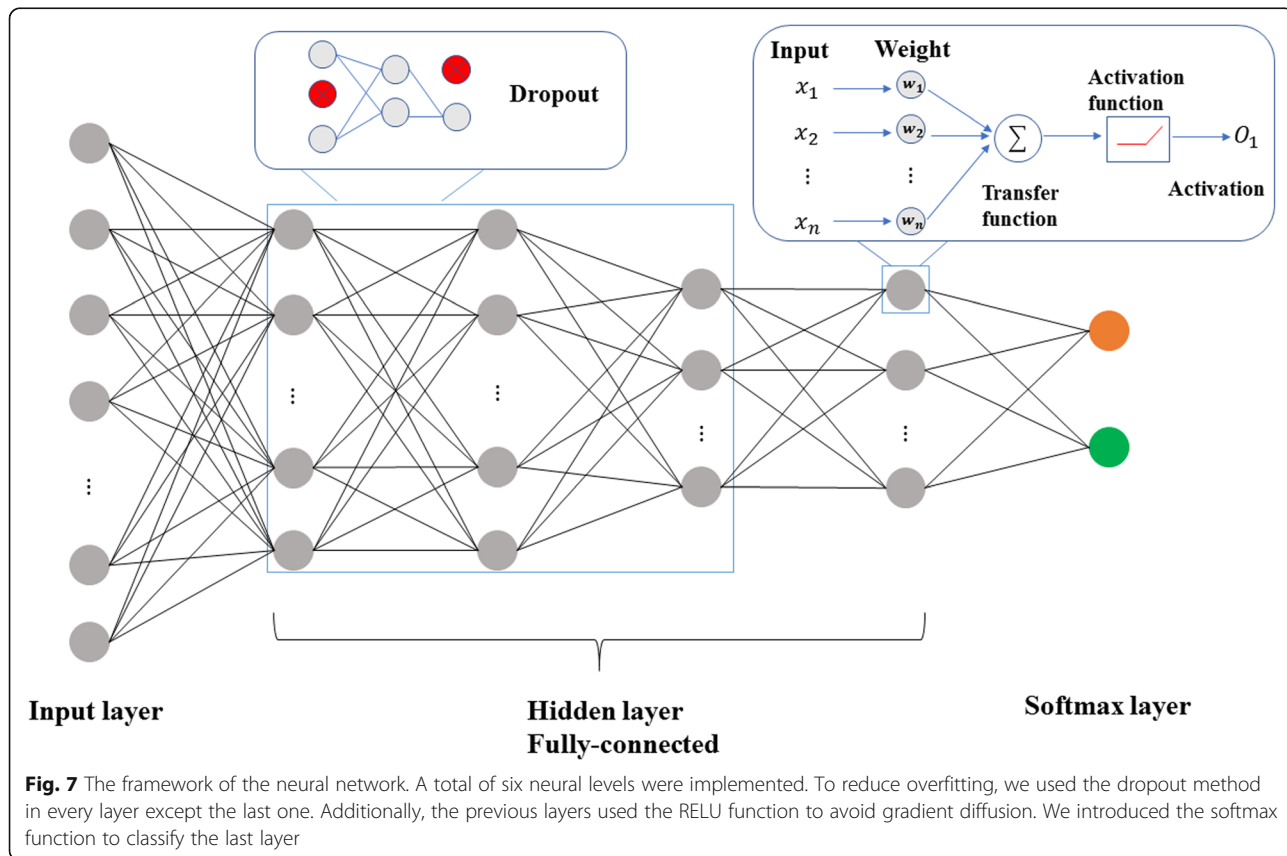 Dropout
Input Weight
x₁ w₁
x₂ w₂
⋮ ⋮
xₙ wₙ
∑
Transfer
function
Activation
function
O₁
Activation
⋮ ⋮ ⋮ ⋮ ⋮
Input layer
Hidden layer
Fully-connected
Softmax layer
Fig. 7 The framework of the neural network. A total of six neural levels were implemented. To reduce overfitting, we used the dropout method
in every layer except the last one. Additionally, the previous layers used the RELU function to avoid gradient diffusion. We introduced the softmax
function to classify the last layer